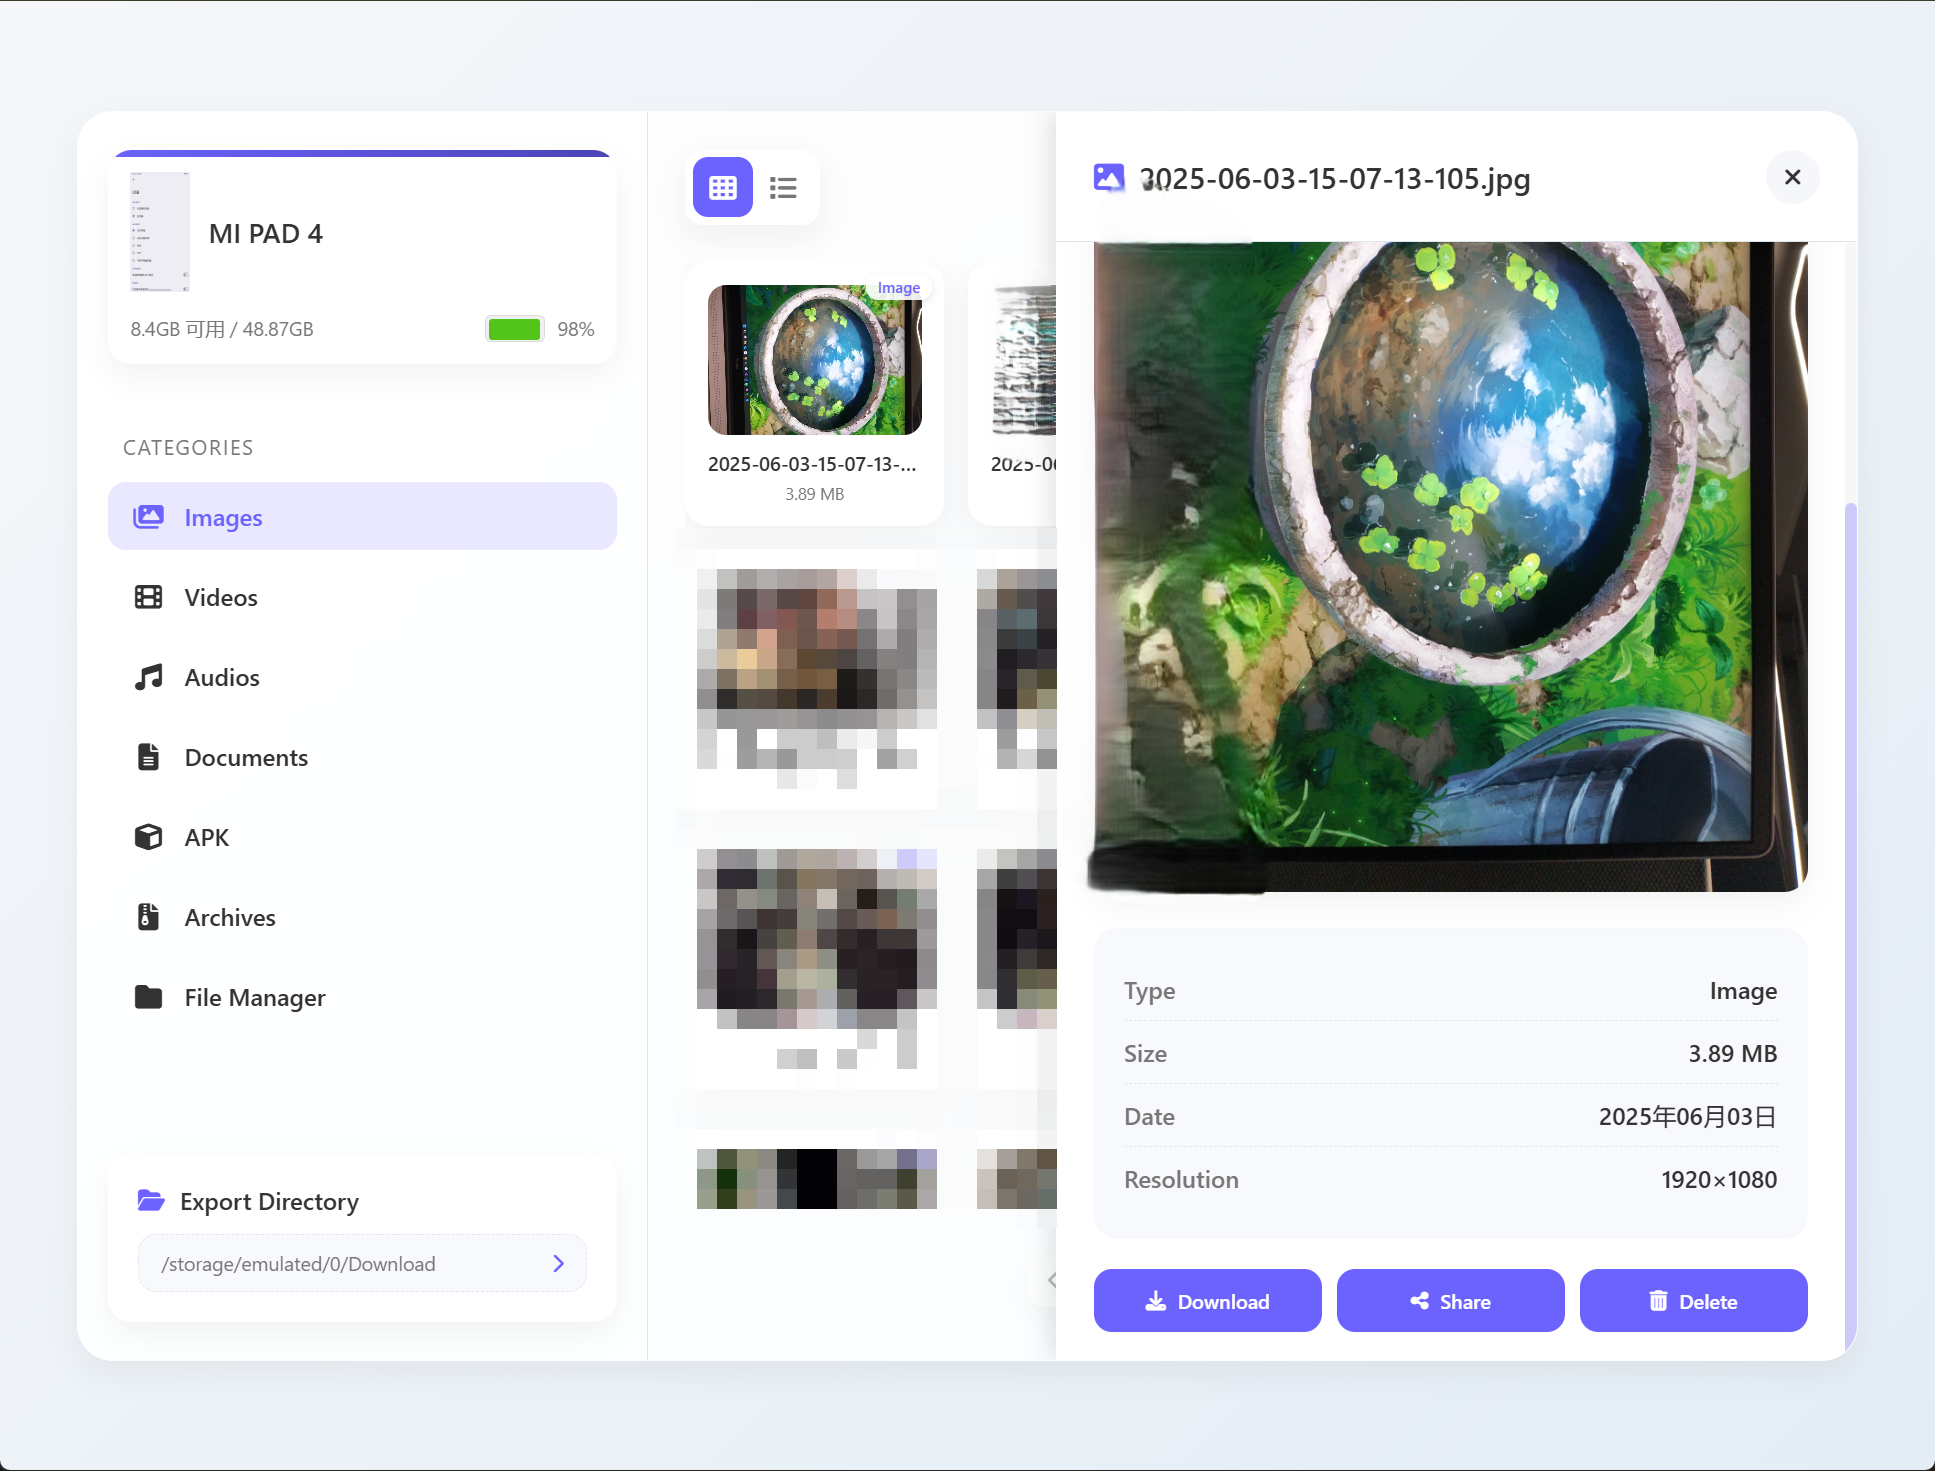 MI PAD 4
8.4GB 可用 / 48.87GB
98%
CATEGORIES
Images
Videos
Audios
Documents
APK
Archives
File Manager
Export Directory
/storage/emulated/0/Download
Image
2025-06-03-15-07-13-...
3.89 MB
2025-0
2025-06-03-15-07-13-105.jpg
Type
Image
Size
3.89 MB
Date
2025年06月03日
Resolution
1920×1080
Download
Share
Delete